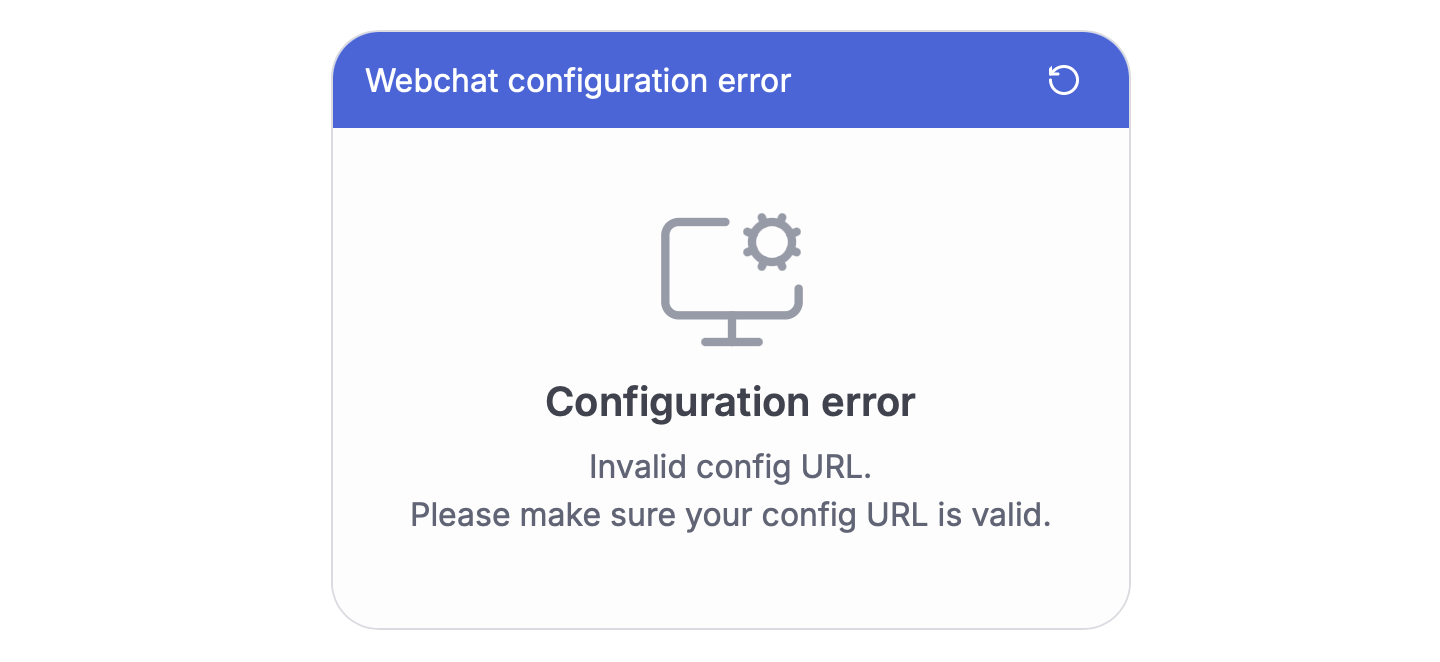 Webchat configuration error
Configuration error
Invalid config URL.
Please make sure your config URL is valid.